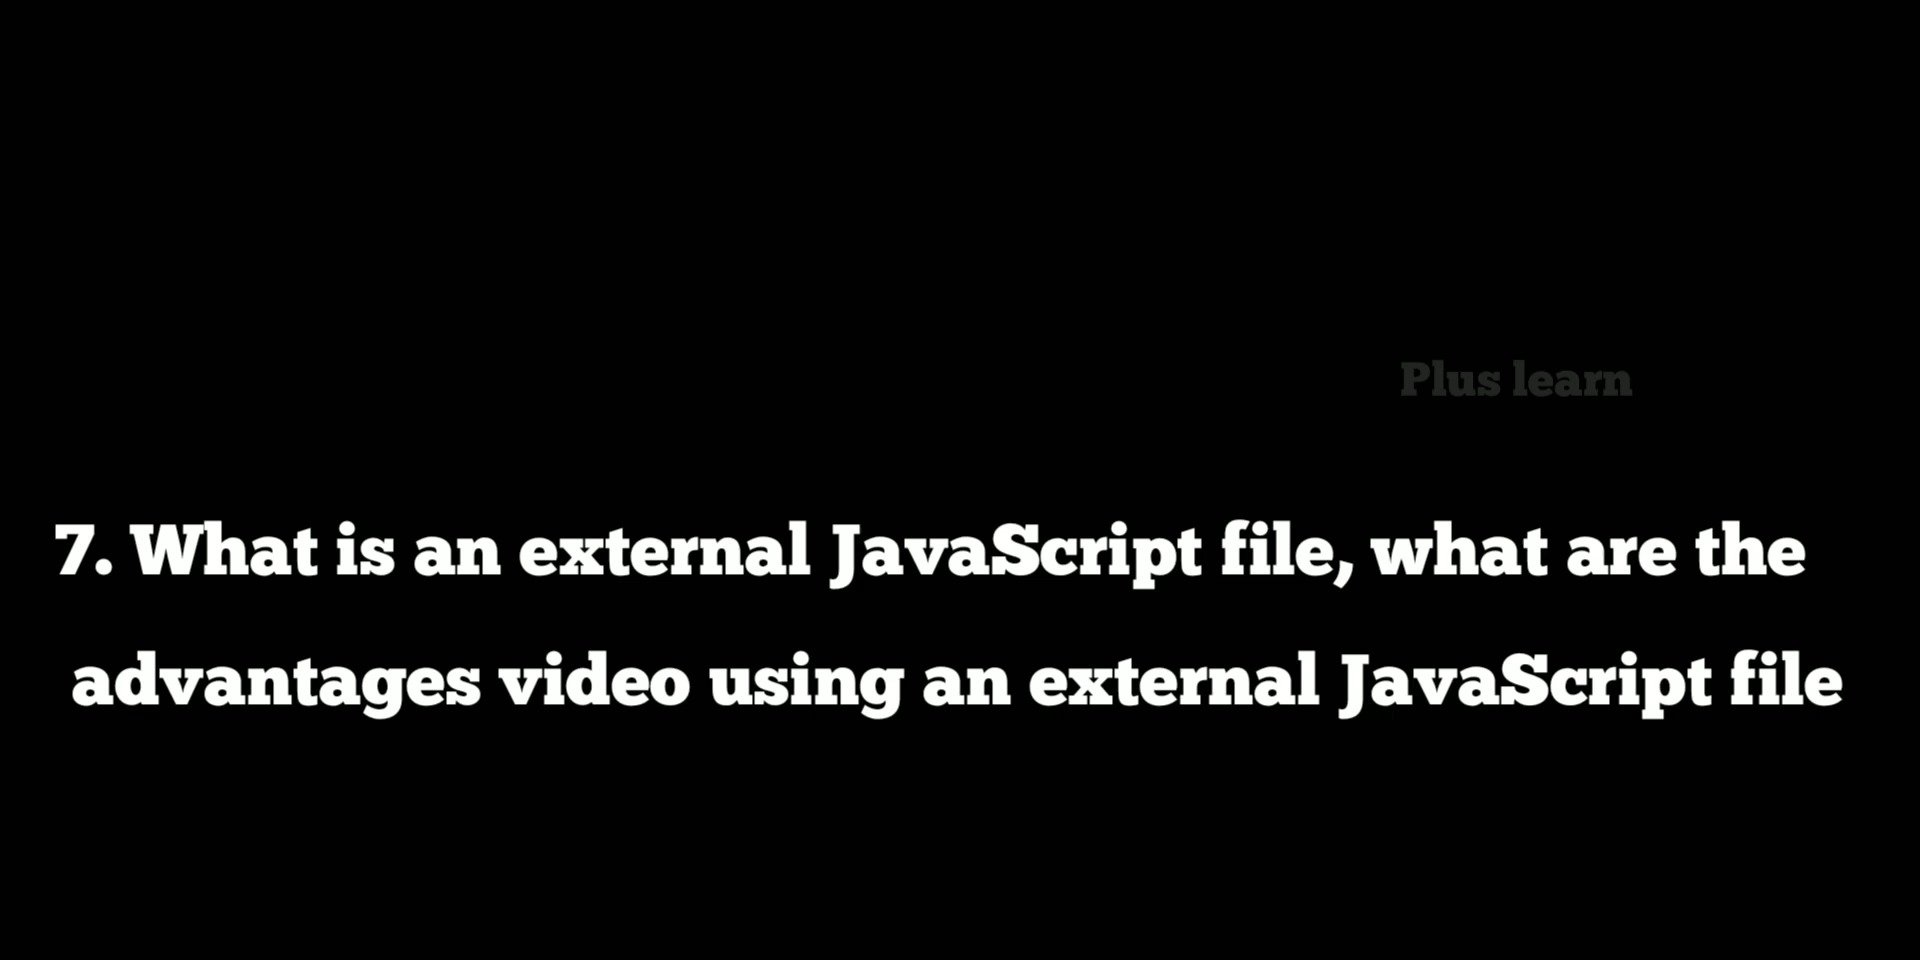 Plus learn
7. What is an external JavaScript file, what are the
advantages video using an external JavaScript file